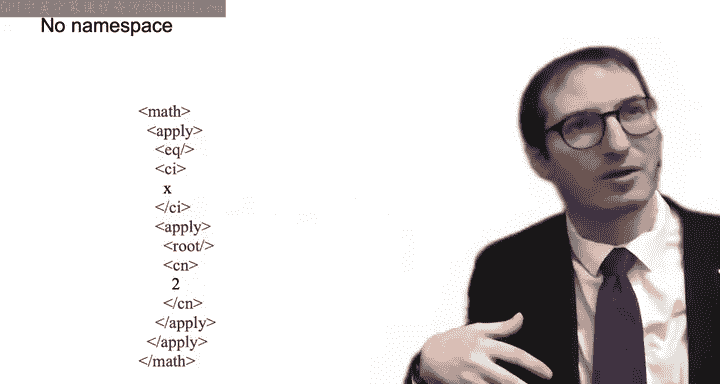 No namespace
<math>
<apply>
<eq/>
<ci>
x
</ci>
<apply>
<root/>
<cn>
2
</cn>
</apply>
</apply>
</math>